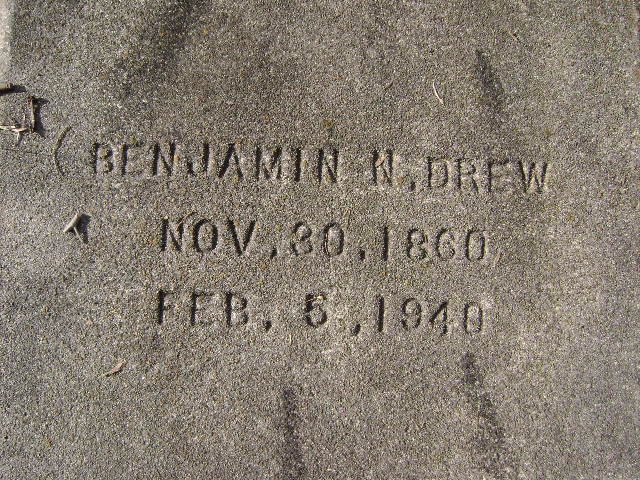 BENJAMIN N. DREW
NOV. 30, 1860
FEB. 5, 1940